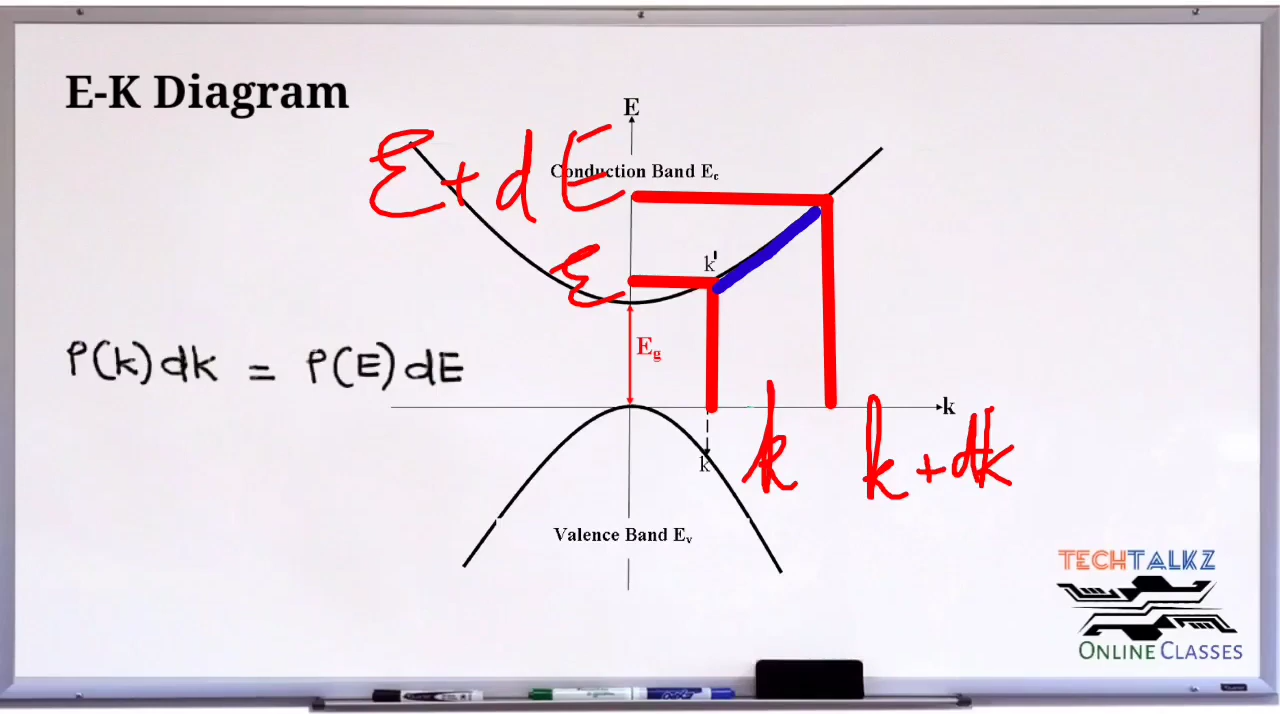 E-K Diagram
E
E+dE
Conduction Band Ec
k'
E
Eg
P(k)dk = P(E)dE
k
k
k
k+dk
Valence Band Ev
TECHTALKZ
ONLINE CLASSES